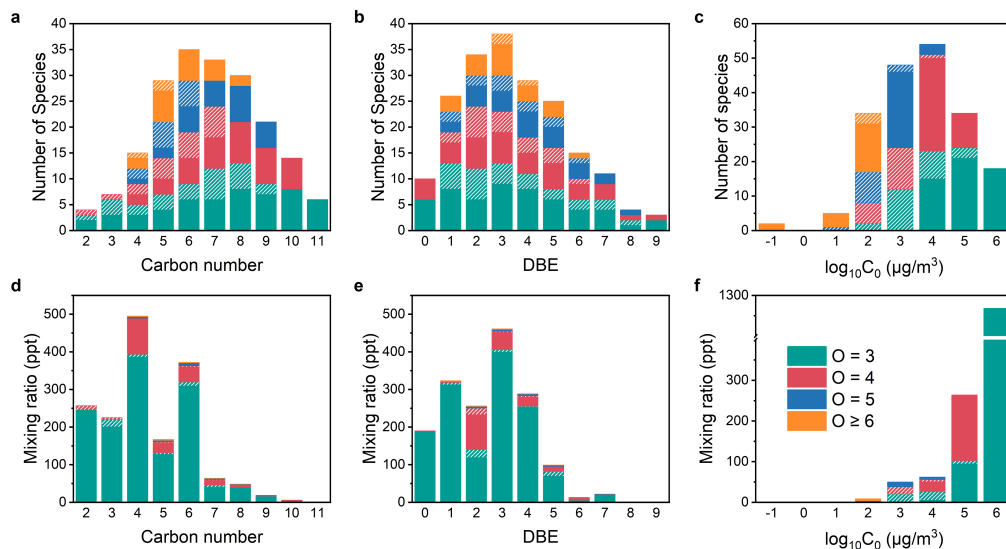 a
Number of Species
40
35
30
25
20
15
10
5
0
2 3 4 5 6 7 8 9 10 11
Carbon number
b
Number of Species
40
35
30
25
20
15
10
5
0
0 1 2 3 4 5 6 7 8 9
DBE
c
Number of species
60
50
40
30
20
10
0
-1 0 1 2 3 4 5 6
log₁₀C₀ (µg/m³)
d
Mixing ratio (ppt)
500
400
300
200
100
0
2 3 4 5 6 7 8 9 10 11
Carbon number
e
Mixing ratio (ppt)
500
400
300
200
100
0
0 1 2 3 4 5 6 7 8 9
DBE
f
Mixing ratio (ppt)
1300
300
200
100
0
O = 3
O = 4
O = 5
O ≥ 6
-1 0 1 2 3 4 5 6
log₁₀C₀ (µg/m³)